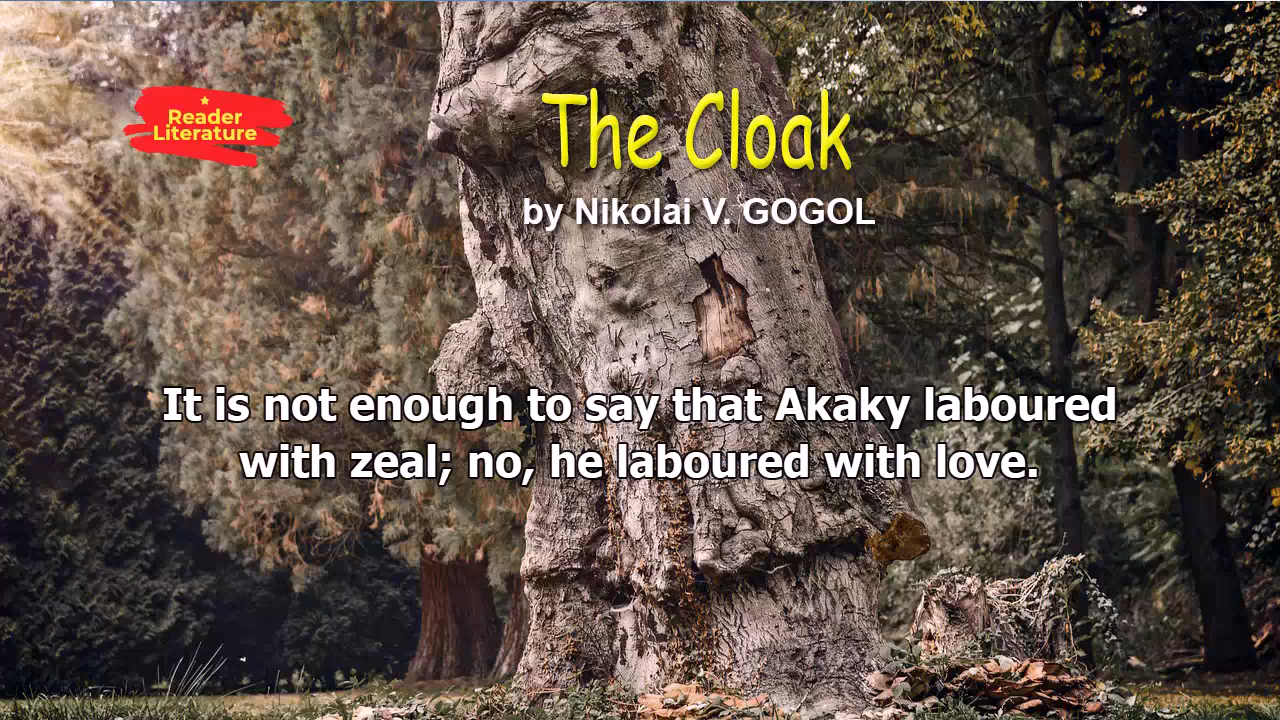 Reader
Literature
The Cloak
by Nikolai V. GOGOL
It is not enough to say that Akaky laboured
with zeal; no, he laboured with love.